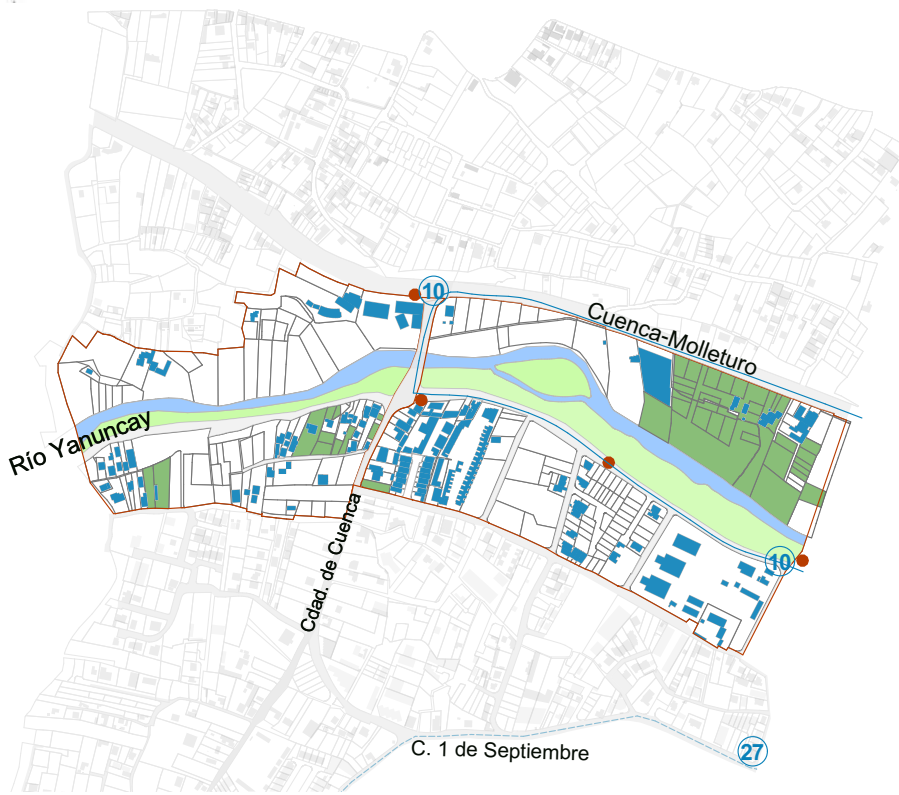 10
Cuenca-Molleturo
Río Yanuncay
Cdad. de Cuenca
10
C. 1 de Septiembre
27